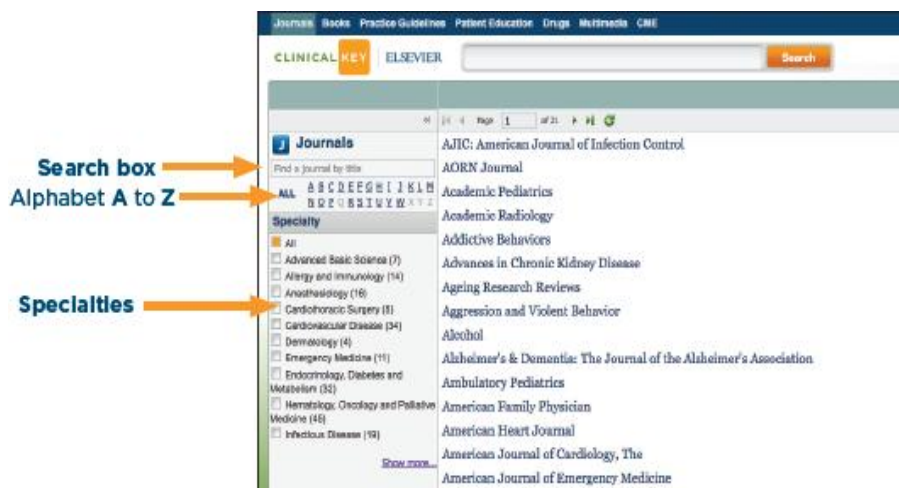 Journals Books Practice Guidelines Patient Education Drugs Multimedia CME
CLINICAL KEY ELSEVIER
Search
Page 1 of 21
J Journals
Find a journal by title
ALL A B C D E F G H I J K L M
N O P Q R S T U V W X Y Z
Specialty
All
Advanced Basic Science (7)
Allergy and Immunology (14)
Anesthesiology (16)
Cardiothoracic Surgery (5)
Cardiovascular Disease (34)
Dermatology (4)
Emergency Medicine (11)
Endocrinology, Diabetes and
Metabolism (32)
Hematology, Oncology and Palliative
Medicine (45)
Infectious Disease (19)
Show more...
AJIC: American Journal of Infection Control
AORN Journal
Academic Pediatrics
Academic Radiology
Addictive Behaviors
Advances in Chronic Kidney Disease
Ageing Research Reviews
Aggression and Violent Behavior
Alcohol
Alzheimer's & Dementia: The Journal of the Alzheimer's Association
Ambulatory Pediatrics
American Family Physician
American Heart Journal
American Journal of Cardiology, The
American Journal of Emergency Medicine
Search box
Alphabet A to Z
Specialties